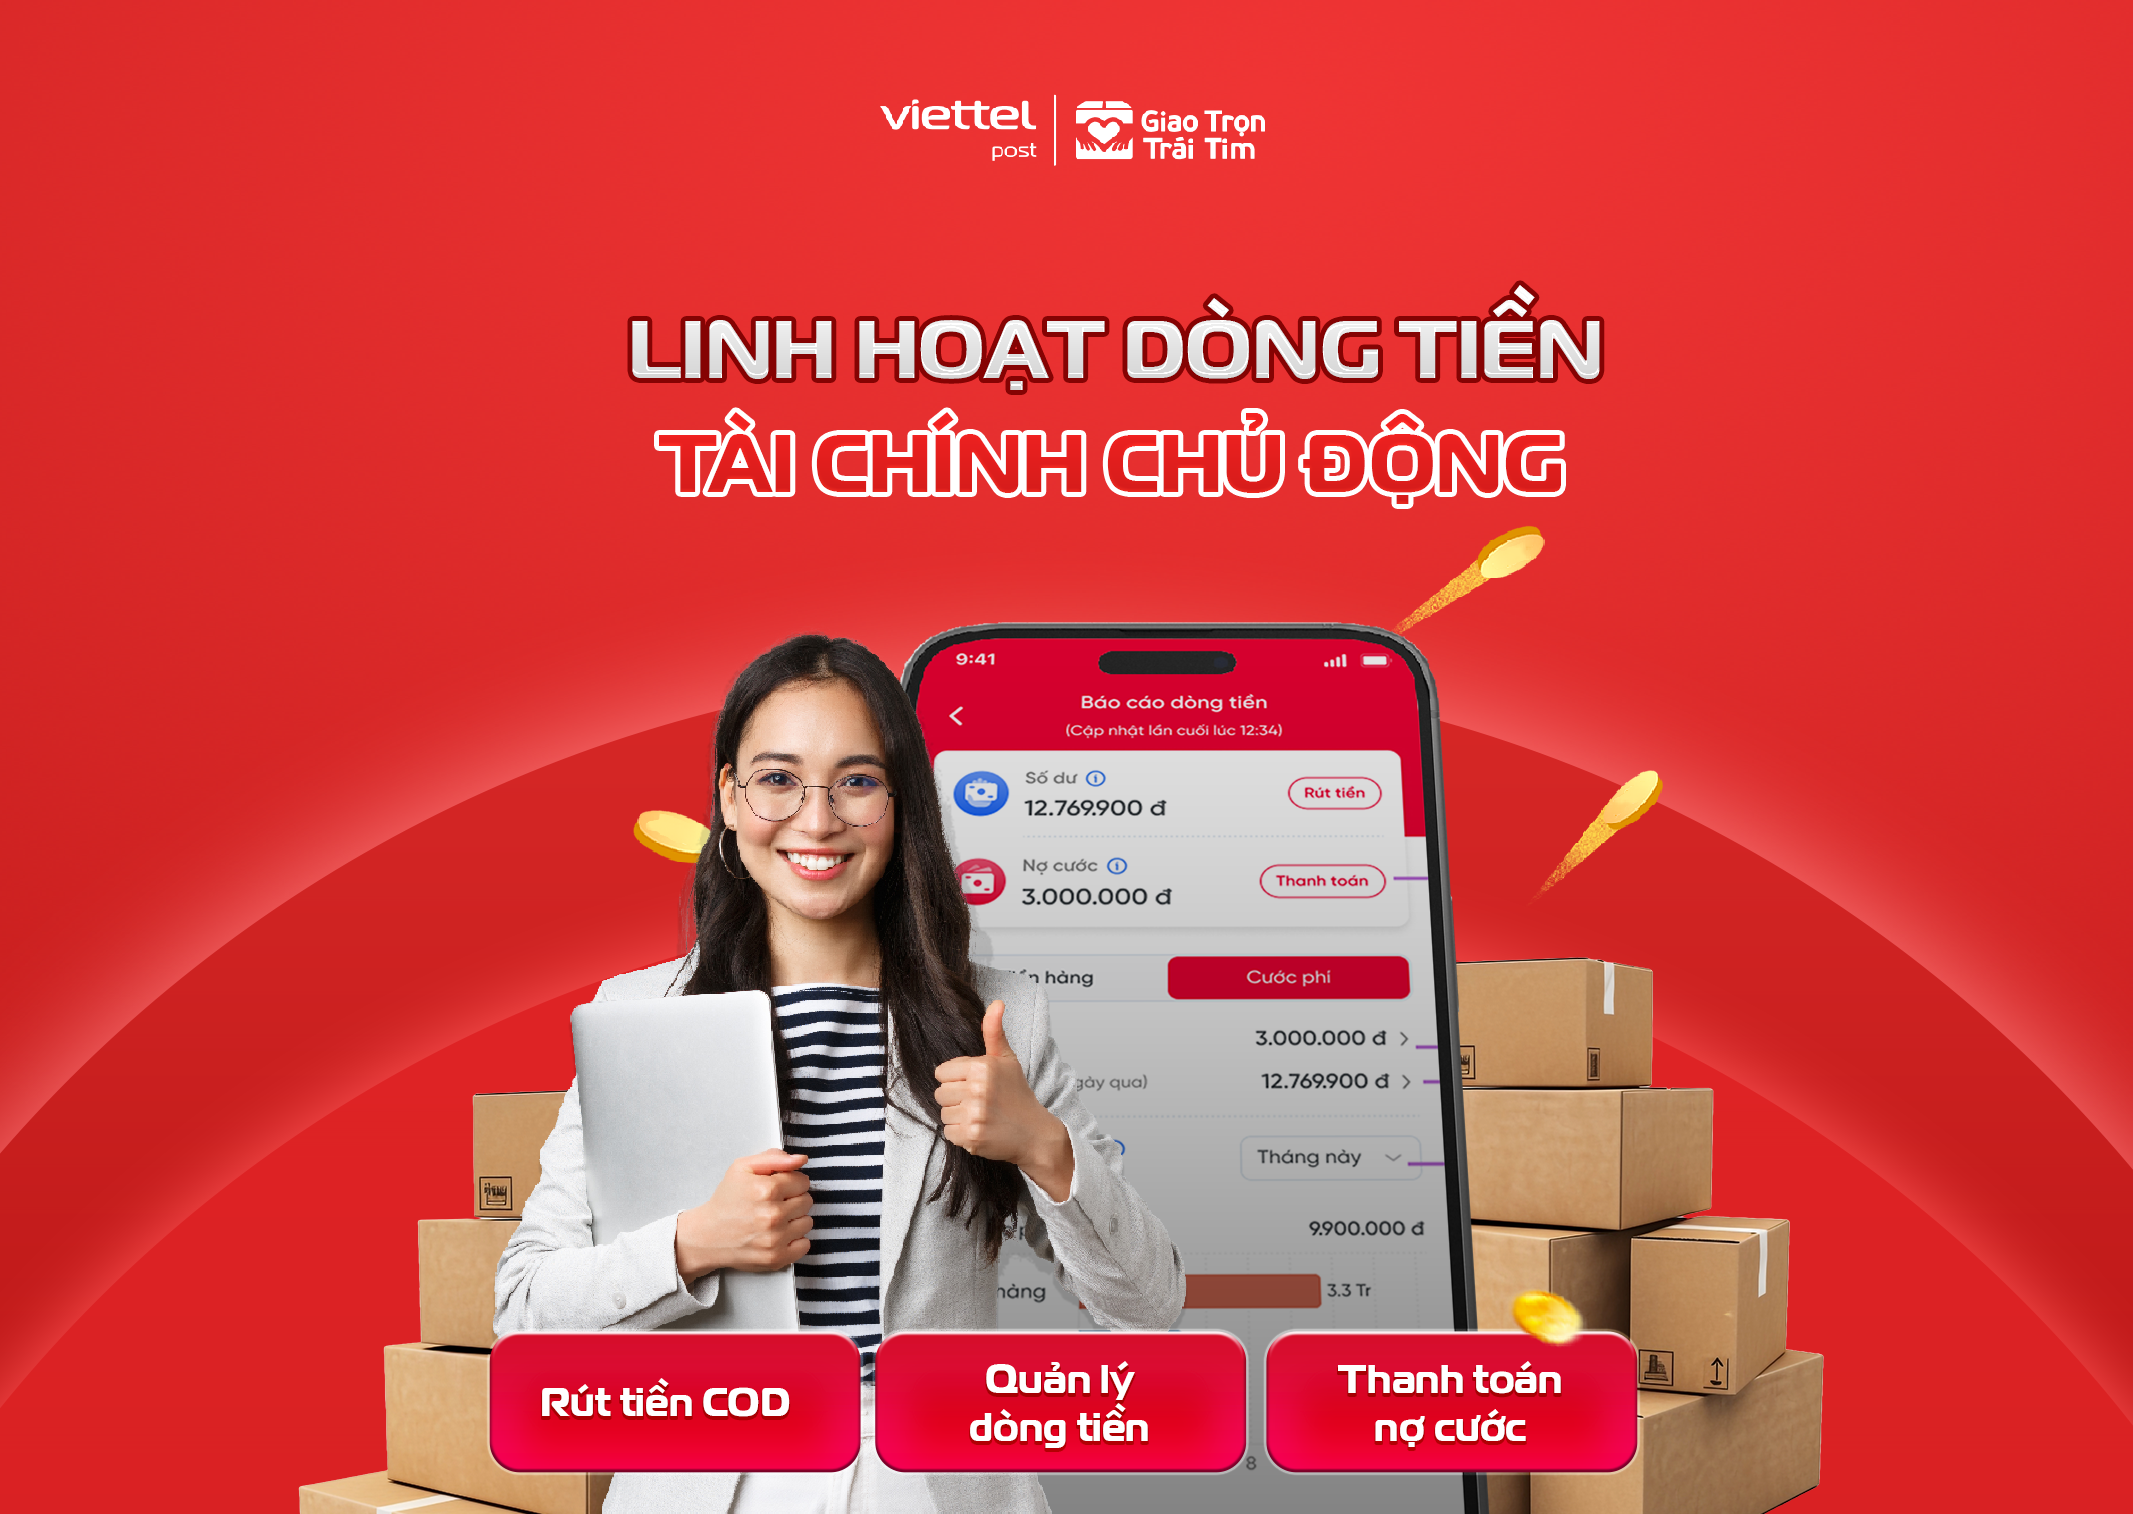 viettel
post
Giao Trọn
Trái Tim
LINH HOẠT DÒNG TIỀN
TÀI CHÍNH CHỦ ĐỘNG
9:41
Báo cáo dòng tiền
(Cập nhật lần cuối lúc 12:34)
Số dư
12.769.900 đ
Rút tiền
Nợ cước
3.000.000 đ
Thanh toán
hàng
Cước phí
3.000.000 đ
qua)
12.769.900 đ
Tháng này
9.900.000 đ
3.3 Tr
Rút tiền COD
Quản lý
dòng tiền
Thanh toán
nợ cước
8